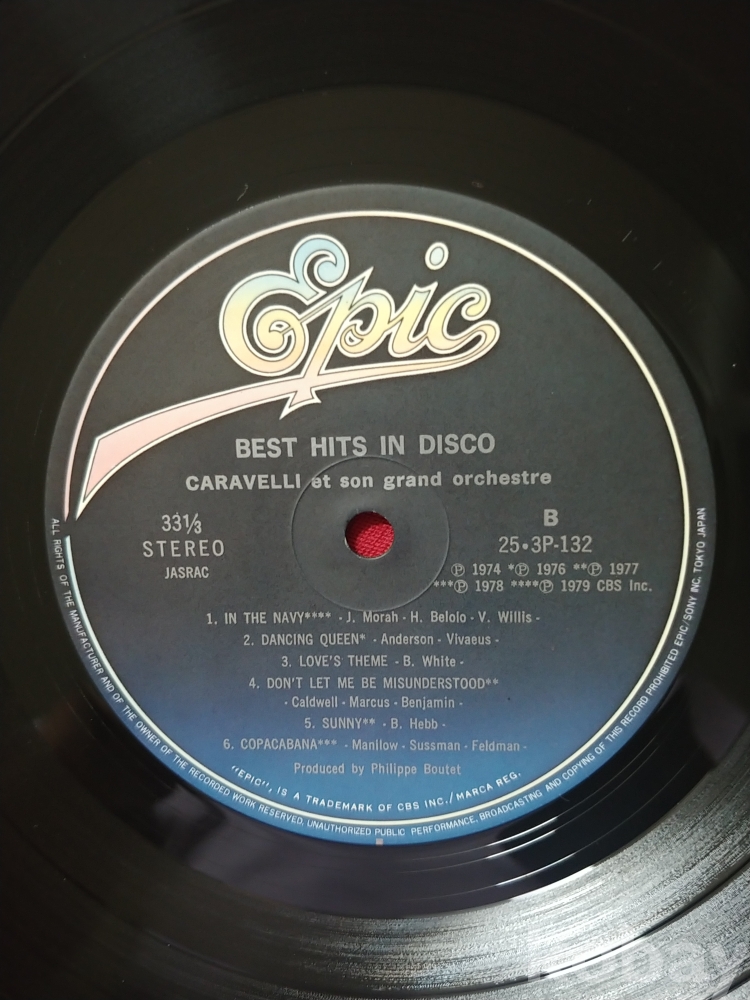 Epic
BEST HITS IN DISCO
CARAVELLI et son grand orchestre
33⅓
STEREO
JASRAC
B
25•3P-132
Ⓟ 1974 *Ⓟ 1976 **Ⓟ 1977
***Ⓟ 1978 ****Ⓟ 1979 CBS Inc.
1. IN THE NAVY**** - J. Morah - H. Belolo - V. Willis -
2. DANCING QUEEN* - Anderson - Vivaeus -
3. LOVE'S THEME - B. White -
4. DON'T LET ME BE MISUNDERSTOOD**
- Caldwell - Marcus - Benjamin -
5. SUNNY** - B. Hebb -
6. COPACABANA*** - Manilow - Sussman - Feldman -
Produced by Philippe Boutet
"EPIC", IS A TRADEMARK OF CBS INC./MARCA REG.
ALL RIGHTS OF THE MANUFACTURER AND OF THE OWNER OF THE RECORDED WORK RESERVED, UNAUTHORIZED PUBLIC PERFORMANCE, BROADCASTING AND COPYING OF THIS RECORD PROHIBITED EPIC/SONY INC. TOKYO JAPAN